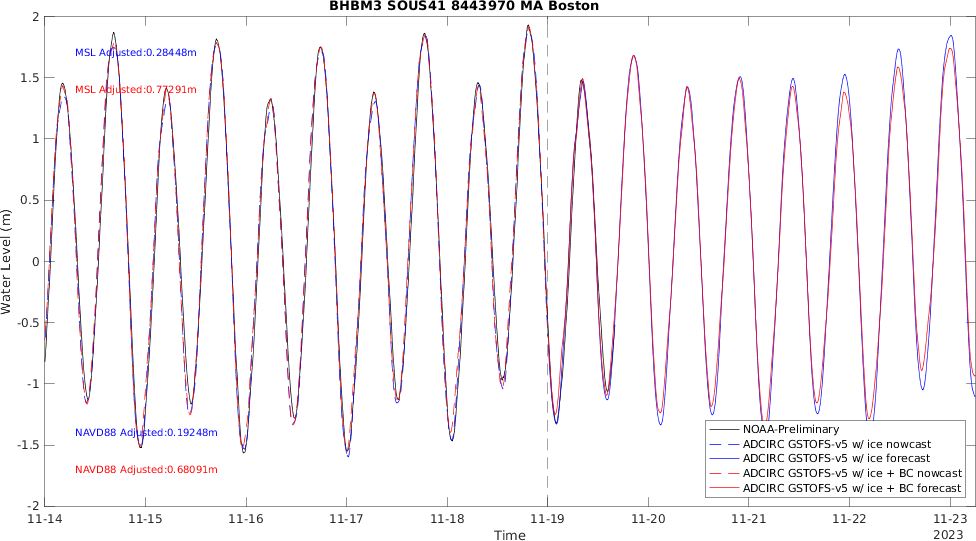 BHBM3 SOUS41 8443970 MA Boston
2
1.5
1
0.5
0
-0.5
-1
-1.5
-2
Water Level (m)
MSL Adjusted:0.28448m
MSL Adjusted:0.77291m
NAVD88 Adjusted:0.19248m
NAVD88 Adjusted:0.68091m
NOAA-Preliminary
ADCIRC GSTOFS-v5 w/ ice nowcast
ADCIRC GSTOFS-v5 w/ ice forecast
ADCIRC GSTOFS-v5 w/ ice + BC nowcast
ADCIRC GSTOFS-v5 w/ ice + BC forecast
11-14 11-15 11-16 11-17 11-18 11-19 11-20 11-21 11-22 11-23
Time
2023